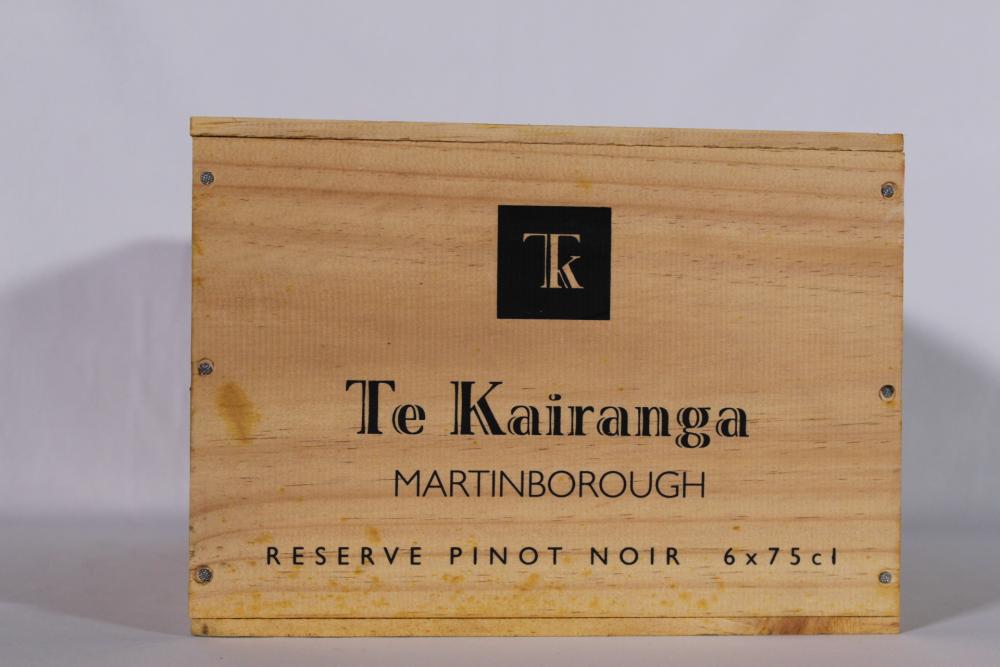 Tk
Te Kairanga
MARTINBOROUGH
RESERVE PINOT NOIR 6x75cl